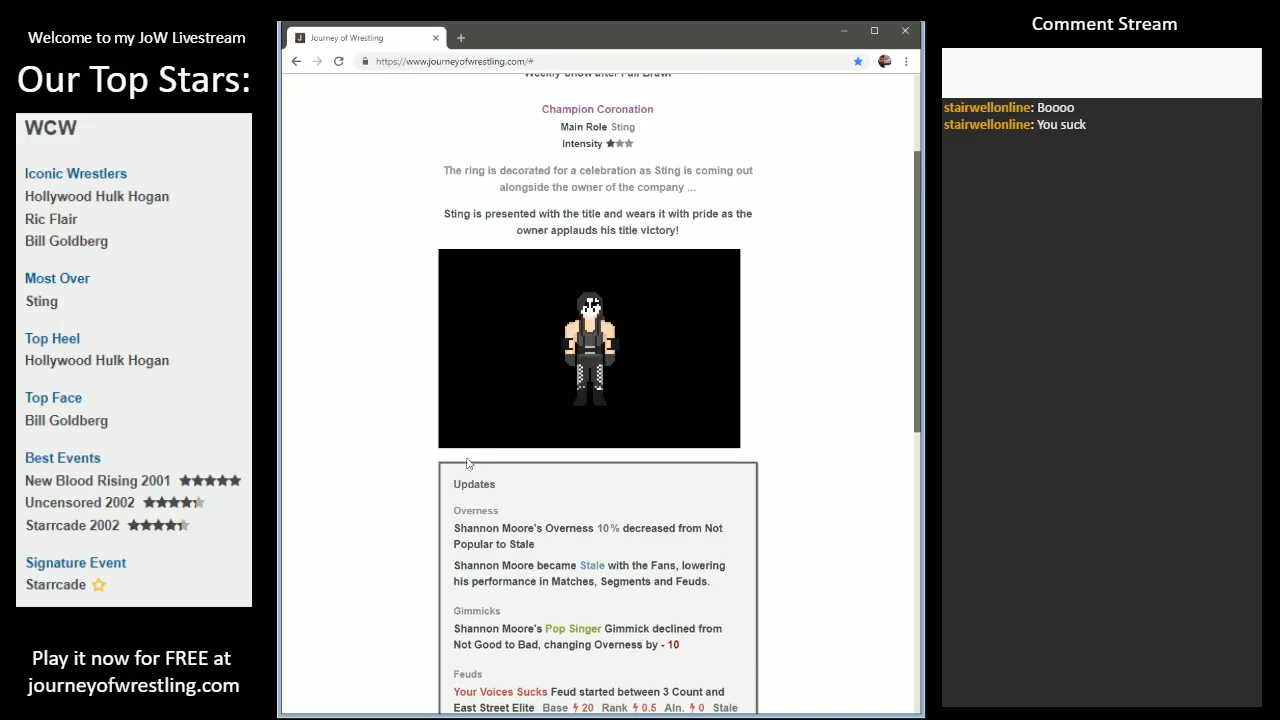 Welcome to my JoW Livestream
Our Top Stars:
WCW
Iconic Wrestlers
Hollywood Hulk Hogan
Ric Flair
Bill Goldberg
Most Over
Sting
Top Heel
Hollywood Hulk Hogan
Top Face
Bill Goldberg
Best Events
New Blood Rising 2001 ★★★★★
Uncensored 2002
Starrcade 2002
Signature Event
Starrcade
Play it now for FREE at
journeyofwrestling.com
Journey of Wrestling
https://www.journeyofwrestling.com/#
Weekly Show after Fall Brawl
Champion Coronation
Main Role Sting
Intensity ★★★
The ring is decorated for a celebration as Sting is coming out
alongside the owner of the company ...
Sting is presented with the title and wears it with pride as the
owner applauds his title victory!
Updates
Overness
Shannon Moore's Overness 10% decreased from Not
Popular to Stale
Shannon Moore became Stale with the Fans, lowering
his performance in Matches, Segments and Feuds.
Gimmicks
Shannon Moore's Pop Singer Gimmick declined from
Not Good to Bad, changing Overness by - 10
Feuds
Your Voices Sucks Feud started between 3 Count and
East Street Elite Base 20 Rank 0.5 Aln. 0 Stale
Comment Stream
stairwellonline: Boooo
stairwellonline: You suck